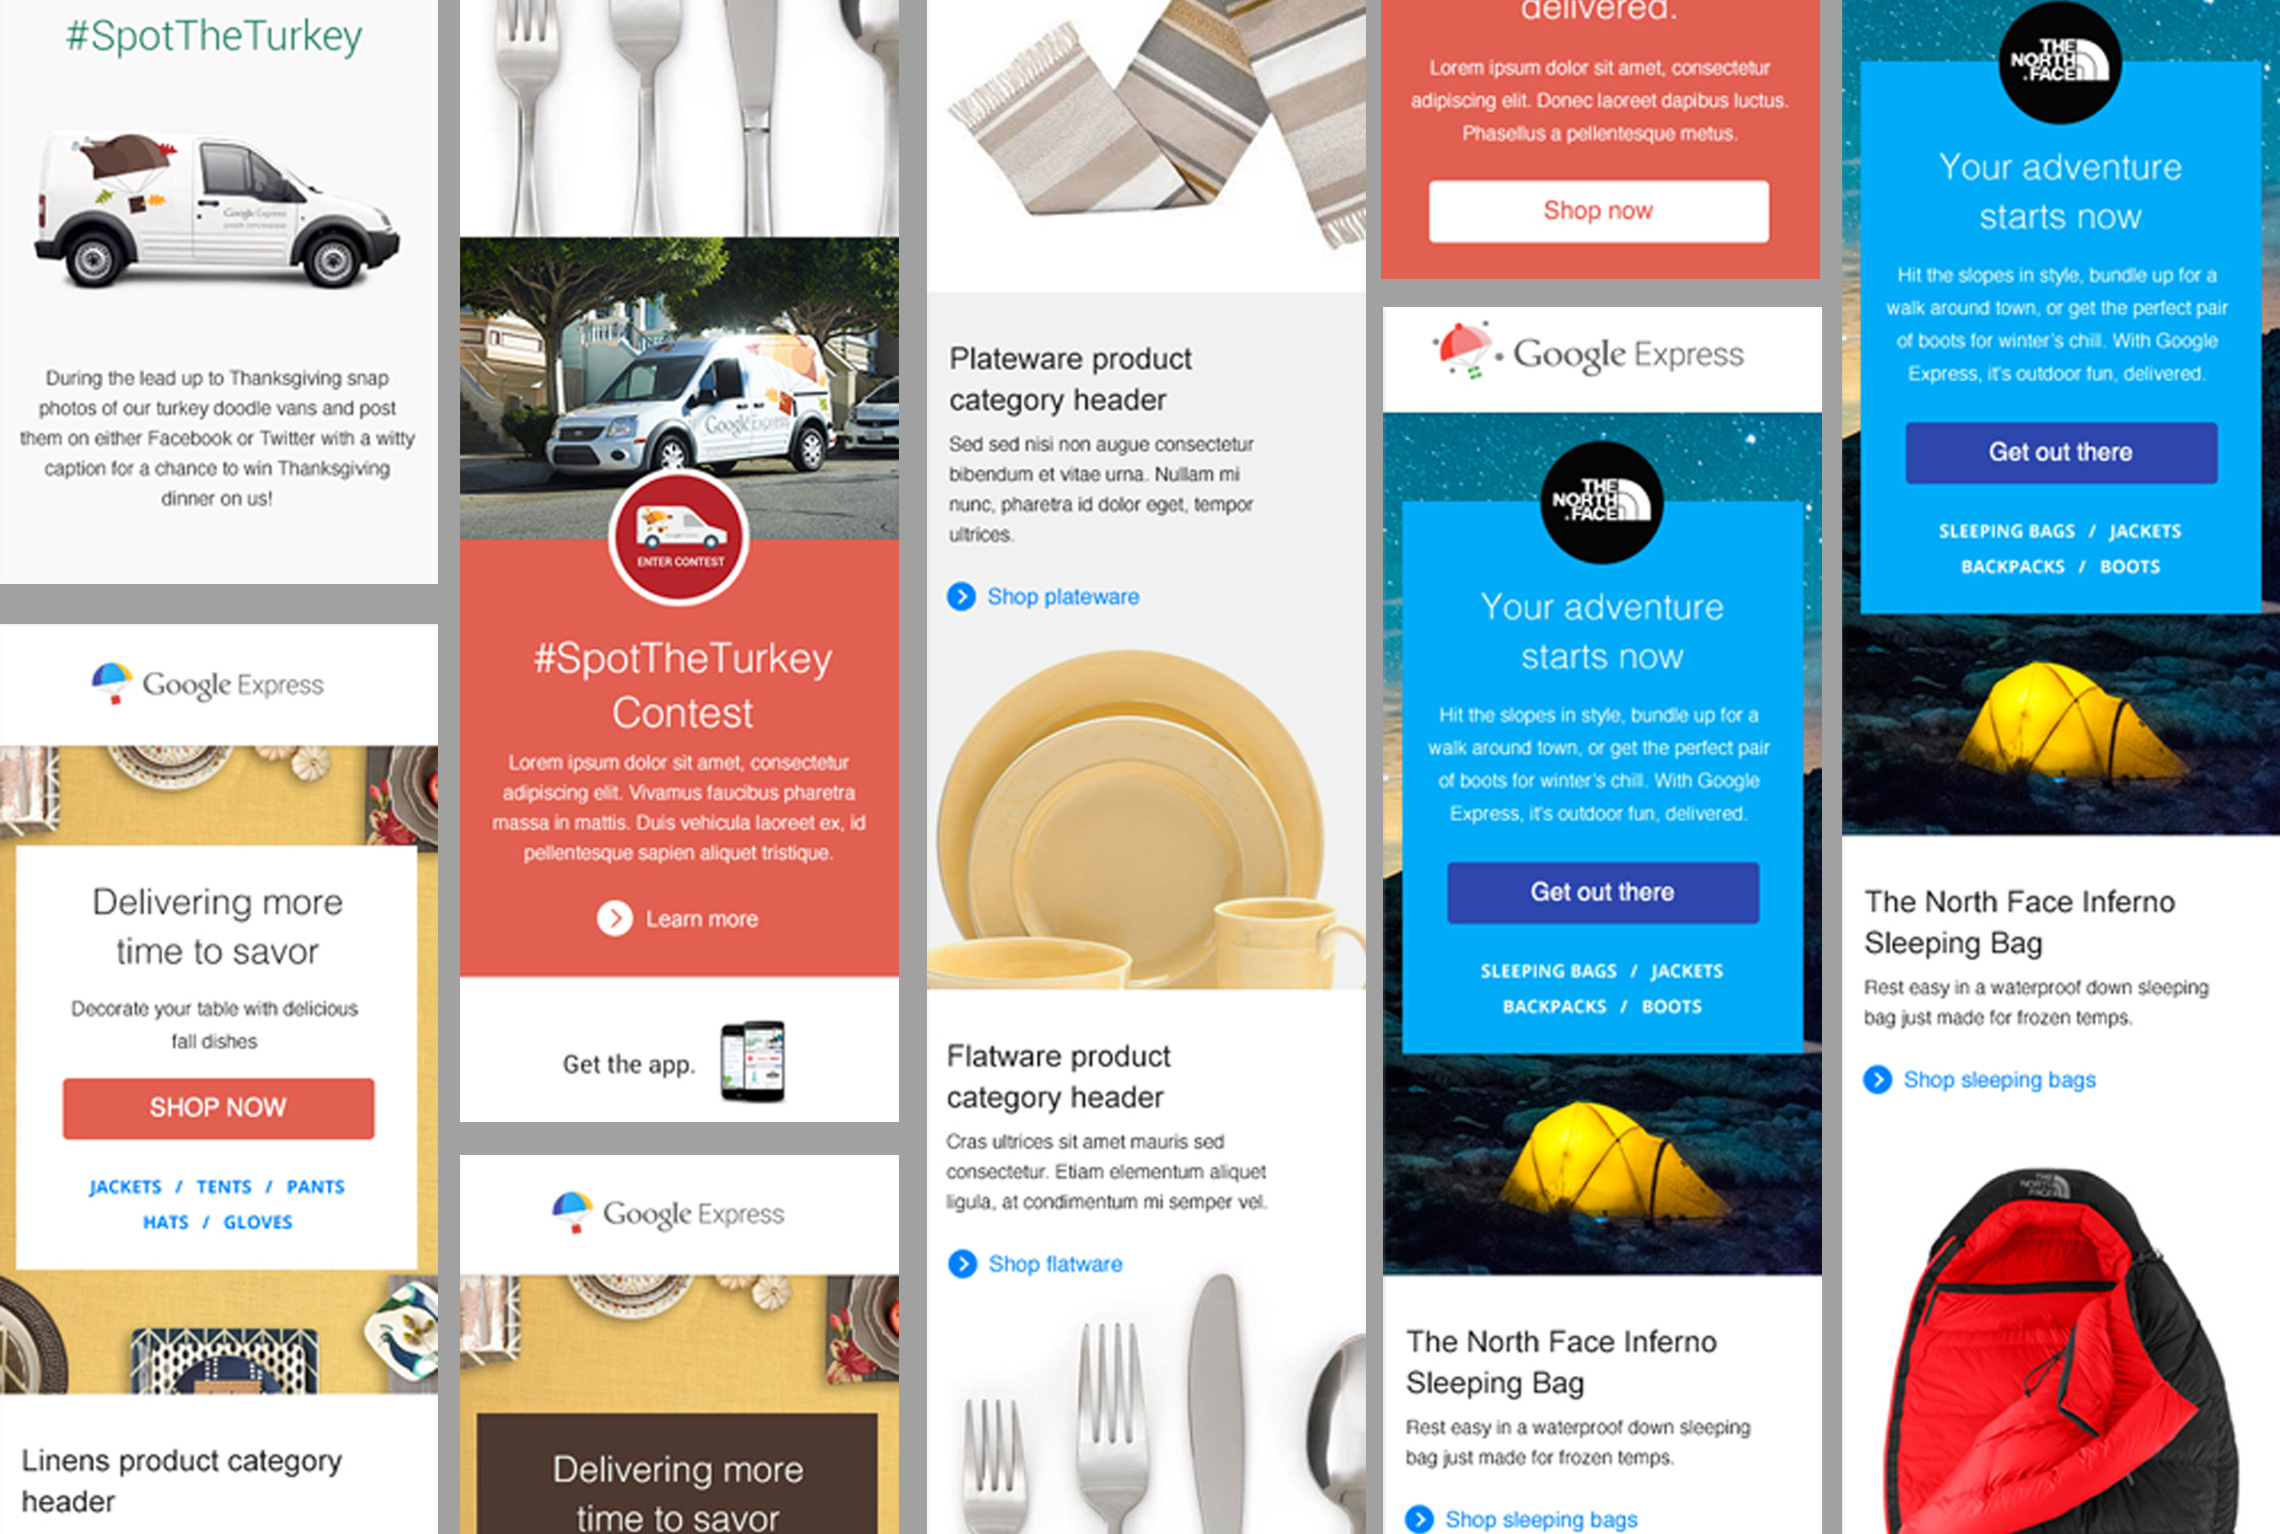 #SpotTheTurkey
Google Express
During the lead up to Thanksgiving snap
photos of our turkey doodle vans and post
them on either Facebook or Twitter with a witty
caption for a chance to win Thanksgiving
dinner on us!
Google Express
Delivering more
time to savor
Decorate your table with delicious
fall dishes
SHOP NOW
JACKETS / TENTS / PANTS
HATS / GLOVES
Linens product category
header
Google Express
ENTER CONTEST
#SpotTheTurkey
Contest
Lorem ipsum dolor sit amet, consectetur
adipiscing elit. Vivamus faucibus pharetra
massa in mattis. Duis vehicula laoreet ex, id
pellentesque sapien aliquet tristique.
Learn more
Get the app.
Google Express
Delivering more
time to savor
Plateware product
category header
Sed sed nisi non augue consectetur
bibendum et vitae urna. Nullam mi
nunc, pharetra id dolor eget, tempor
ultrices.
Shop plateware
Flatware product
category header
Cras ultrices sit amet mauris sed
consectetur. Etiam elementum aliquet
ligula, at condimentum mi semper vel.
Shop flatware
delivered.
Lorem ipsum dolor sit amet, consectetur
adipiscing elit. Donec laoreet dapibus luctus.
Phasellus a pellentesque metus.
Shop now
Google Express
THE
NORTH
FACE
Your adventure
starts now
Hit the slopes in style, bundle up for a
walk around town, or get the perfect pair
of boots for winter's chill. With Google
Express, it's outdoor fun, delivered.
Get out there
SLEEPING BAGS / JACKETS
BACKPACKS / BOOTS
The North Face Inferno
Sleeping Bag
Rest easy in a waterproof down sleeping
bag just made for frozen temps.
Shop sleeping bags
THE
NORTH
FACE
Your adventure
starts now
Hit the slopes in style, bundle up for a
walk around town, or get the perfect pair
of boots for winter's chill. With Google
Express, it's outdoor fun, delivered.
Get out there
SLEEPING BAGS / JACKETS
BACKPACKS / BOOTS
The North Face Inferno
Sleeping Bag
Rest easy in a waterproof down sleeping
bag just made for frozen temps.
Shop sleeping bags
THE
NORTH
FACE